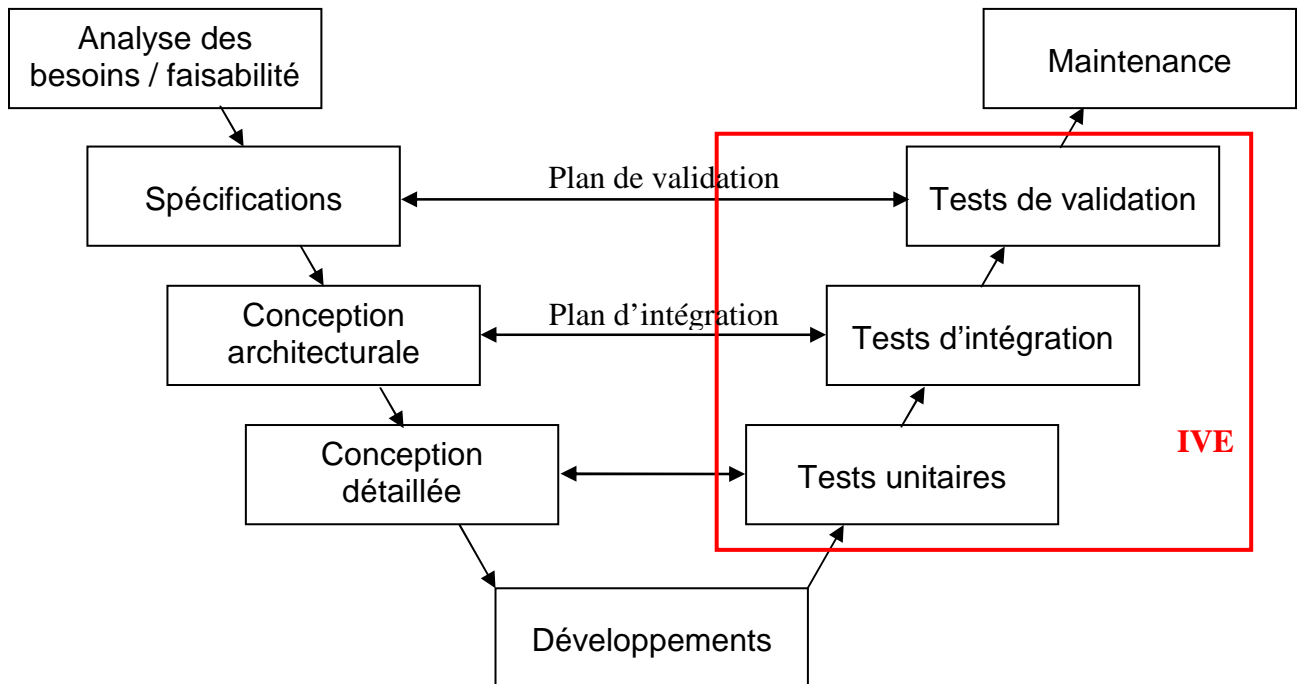 Analyse des
besoins / faisabilité
Maintenance
Spécifications
Plan de validation
Tests de validation
Conception
architecturale
Plan d’intégration
Tests d'intégration
IVE
Conception
détaillée
Tests unitaires
Développements